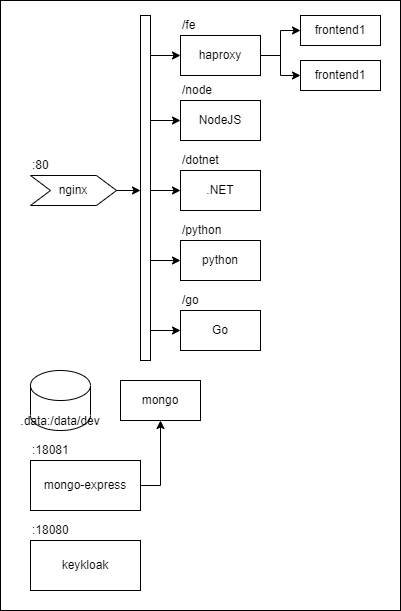 /fe
haproxy
frontend1
frontend1
/node
NodeJS
:80
nginx
/dotnet
.NET
/python
python
/go
Go
.data:/data/dev
mongo
:18081
mongo-express
:18080
keykloak